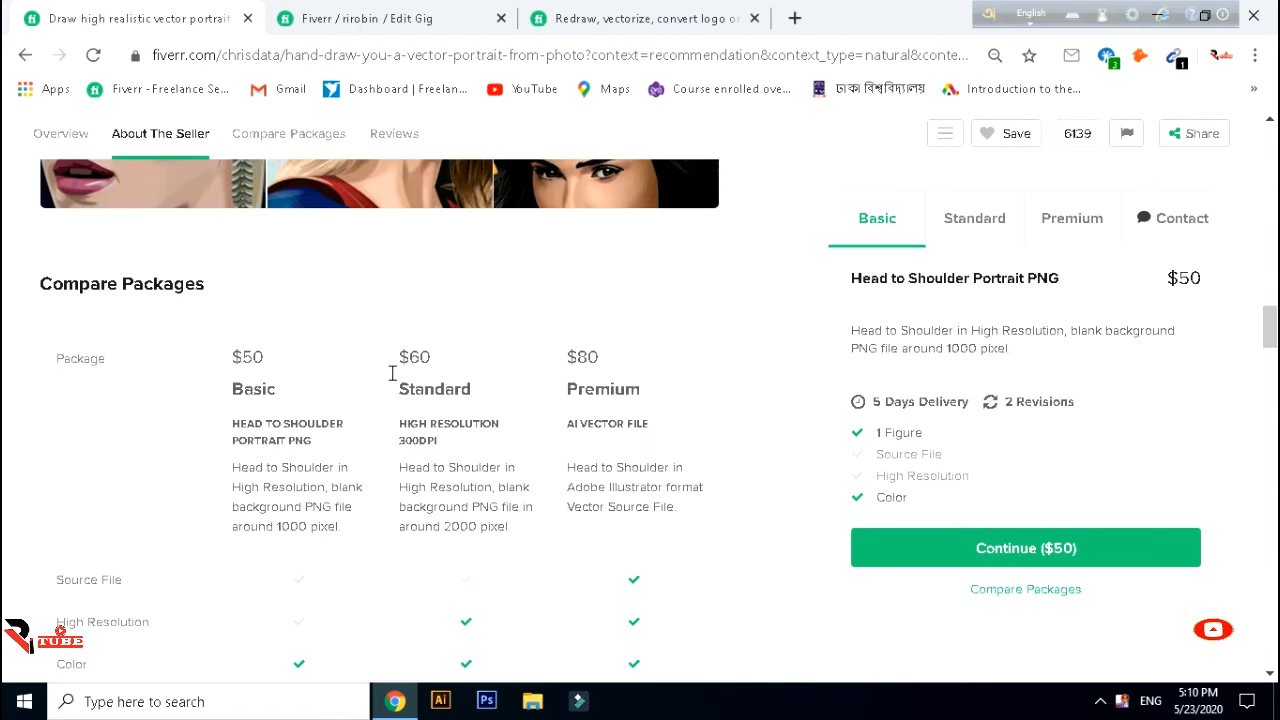 Draw high realistic vector portrait
Fiverr / rirobin / Edit Gig
Redraw, vectorize, convert logo or
English
fiverr.com/chrisdata/hand-draw-you-a-vector-portrait-from-photo?context=recommendation&context_type=natural&conte...
3
1
Apps
Fiverr - Freelance Se...
Gmail
Dashboard | Freelan...
YouTube
Maps
Course enrolled ove...
ঢাকা বিশ্ববিদ্যালয়
Introduction to the...
»
Overview
About The Seller
Compare Packages
Reviews
Save
6139
Share
Basic
Standard
Premium
Contact
Compare Packages
Head to Shoulder Portrait PNG
$50
Head to Shoulder in High Resolution, blank background
PNG file around 1000 pixel.
Package
$50
$60
$80
Basic
Standard
Premium
5 Days Delivery
2 Revisions
HEAD TO SHOULDER
PORTRAIT PNG
HIGH RESOLUTION
300DPI
AI VECTOR FILE
1 Figure
Source File
High Resolution
Color
Head to Shoulder in
High Resolution, blank
background PNG file
around 1000 pixel.
Head to Shoulder in
High Resolution, blank
background PNG file in
around 2000 pixel.
Head to Shoulder in
Adobe Illustrator format
Vector Source File.
Continue ($50)
Compare Packages
Source File
High Resolution
Color
TUBE
Type here to search
Ai
Ps
ENG
5:10 PM
5/23/2020